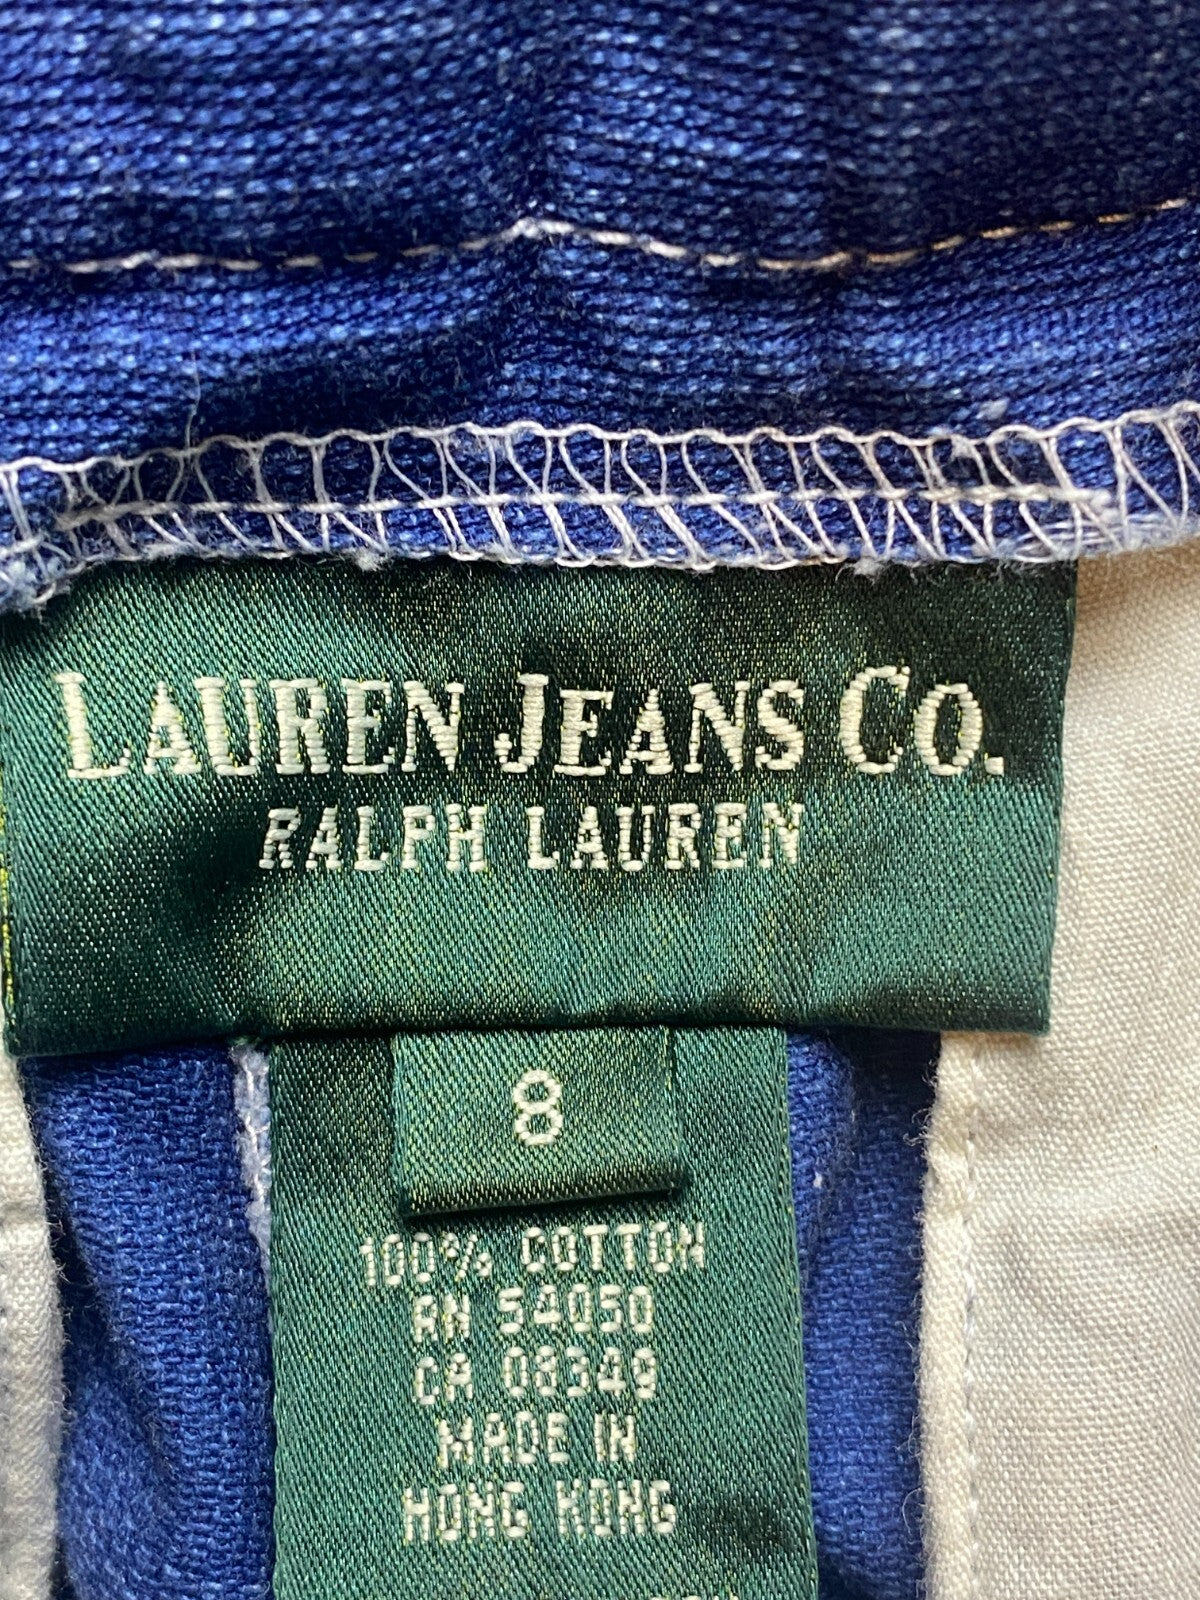 LAUREN JEANS CO.
RALPH LAUREN
8
100% COTTON
RN 54050
CA 08349
MADE IN
HONG KONG